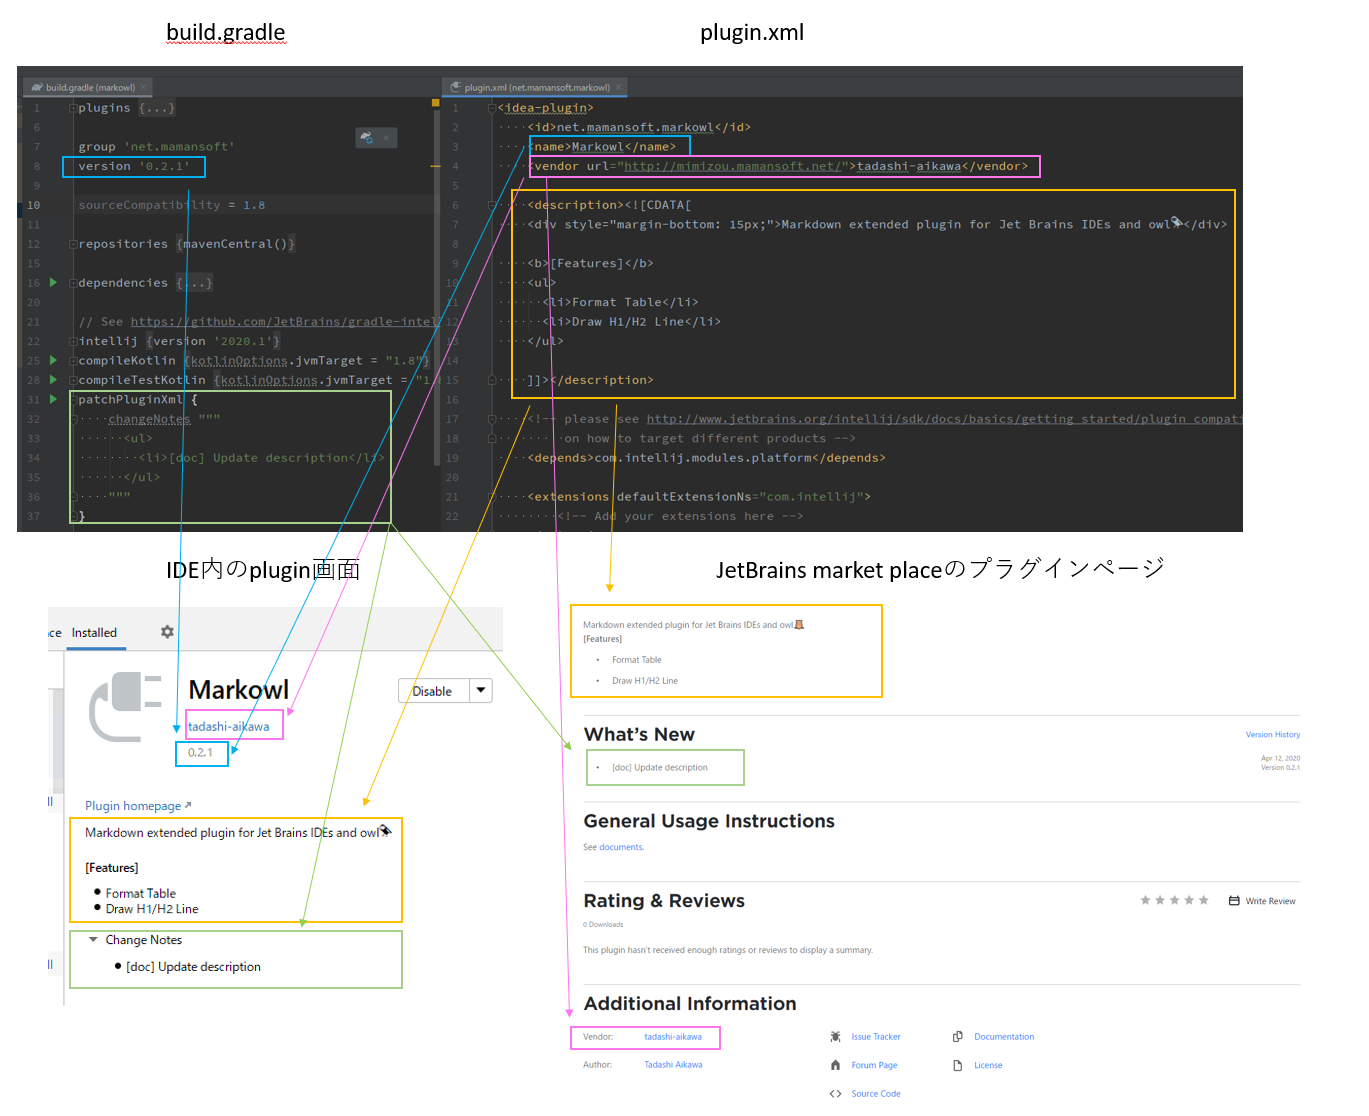 build.gradle
plugin.xml
build.gradle (markowl)
1 plugins {...}
6
7 group 'net.mamansoft'
8 version '0.2.1'
9
10 sourceCompatibility = 1.8
11
12 repositories {mavenCentral()}
15
16 dependencies {...}
20
21 // See https://github.com/JetBrains/gradle-intel
22 intellij {version '2020.1'}
25 compileKotlin {kotlinOptions.jvmTarget = "1.8"}
28 compileTestKotlin {kotlinOptions.jvmTarget = "1.8
31 patchPluginXml {
32 changeNotes """
33 <ul>
34 <li>[doc] Update description</li>
35 </ul>
36 """
37 }
plugin.xml (net.mamansoft.markowl)
1 <idea-plugin>
2 <id>net.mamansoft.markowl</id>
3 <name>Markowl</name>
4 <vendor url="http://mimizou.mamansoft.net/">tadashi-aikawa</vendor>
5
6 <description><![CDATA[
7 <div style="margin-bottom: 15px;">Markdown extended plugin for Jet Brains IDEs and owl🦉</div>
8
9 <b>[Features]</b>
10 <ul>
11 <li>Format Table</li>
12 <li>Draw H1/H2 Line</li>
13 </ul>
14
15 ]]></description>
16
17 <!-- please see http://www.jetbrains.org/intellij/sdk/docs/basics/getting_started/plugin_compati
18 on how to target different products -->
19 <depends>com.intellij.modules.platform</depends>
20
21 <extensions defaultExtensionNs="com.intellij">
22 <!-- Add your extensions here -->
IDE内のplugin画面
JetBrains market placeのプラグインページ
ce Installed
Markowl
Disable
tadashi-aikawa
0.2.1
Plugin homepage
Markdown extended plugin for Jet Brains IDEs and owl🦉
[Features]
• Format Table
• Draw H1/H2 Line
Change Notes
• [doc] Update description
Markdown extended plugin for Jet Brains IDEs and owl🦉
[Features]
• Format Table
• Draw H1/H2 Line
What's New
Version History
• [doc] Update description
Apr 12, 2020
Version 0.2.1
General Usage Instructions
See documents.
Rating & Reviews
Write Review
0 Downloads
This plugin hasn't received enough ratings or reviews to display a summary.
Additional Information
Vendor: tadashi-aikawa
Issue Tracker
Documentation
Author: Tadashi Aikawa
Forum Page
License
Source Code